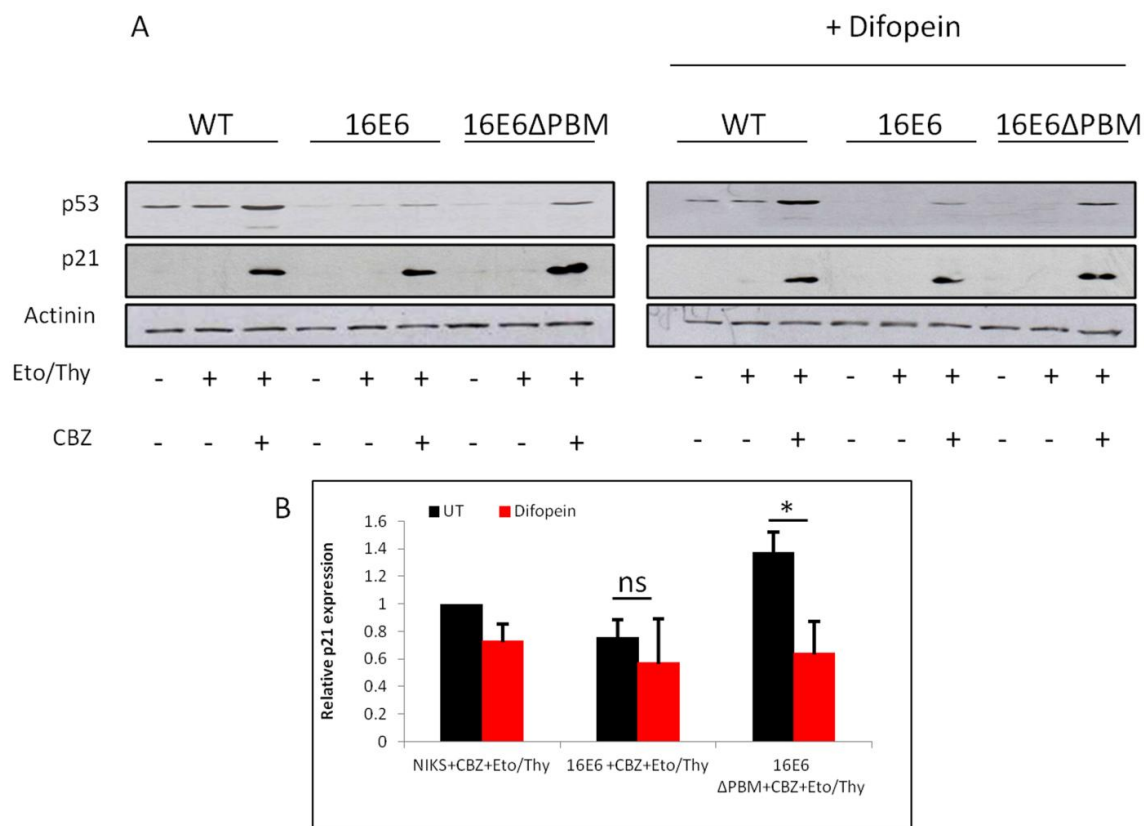 A
+ Difopein
WT 16E6 16E6ΔPBM WT 16E6 16E6ΔPBM
p53
p21
Actinin
Eto/Thy - + + - + + - + + - + + - + + - + +
CBZ - - + - - + - - + - - + - - + - - +
B
UT Difopein
Relative p21 expression
1.6
1.4
1.2
1
0.8
0.6
0.4
0.2
0
ns
*
NIKS+CBZ+Eto/Thy 16E6 +CBZ+Eto/Thy 16E6
ΔPBM+CBZ+Eto/Thy